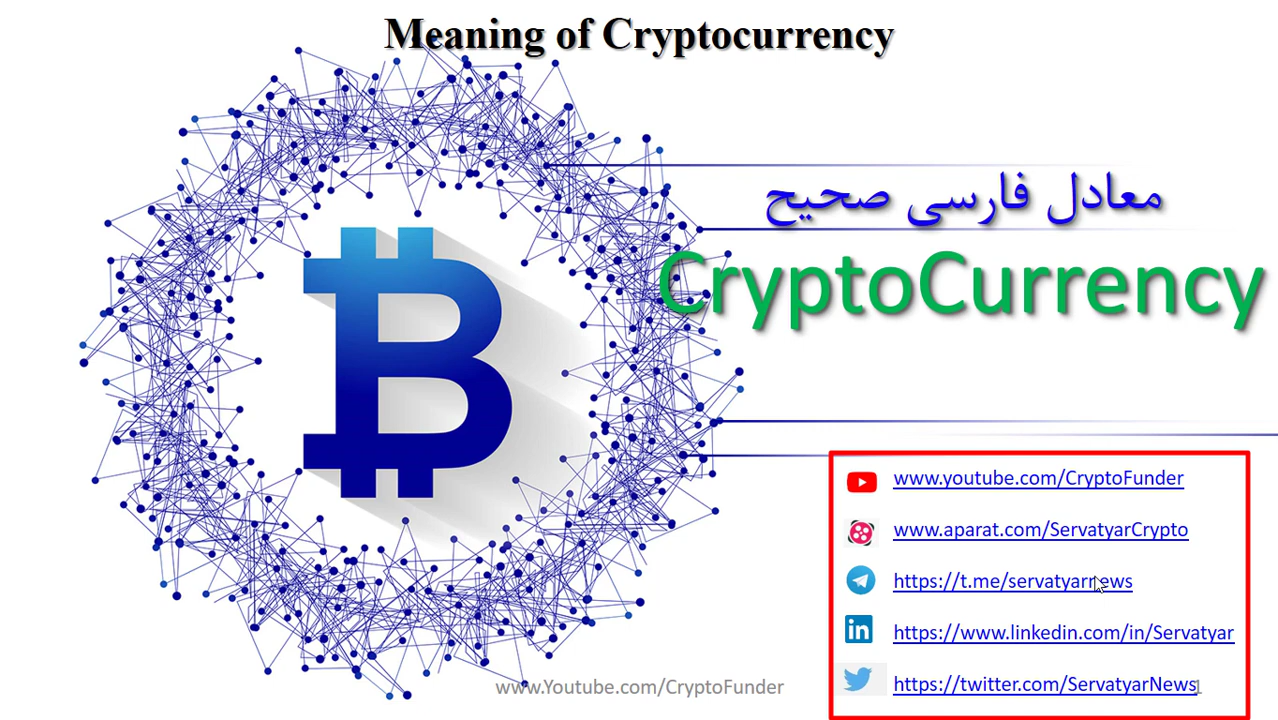 Meaning of Cryptocurrency
معادل فارسی صحیح
CryptoCurrency
www.youtube.com/CryptoFunder
www.aparat.com/ServatyarCrypto
https://t.me/servatyarnews
https://www.linkedin.com/in/Servatyar
https://twitter.com/ServatyarNews
www.Youtube.com/CryptoFunder
1